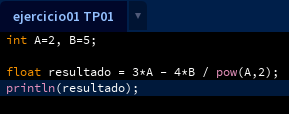 ejercicio01 TP01 ▼
int A=2, B=5;
float resultado = 3*A - 4*B / pow(A,2);
println(resultado);